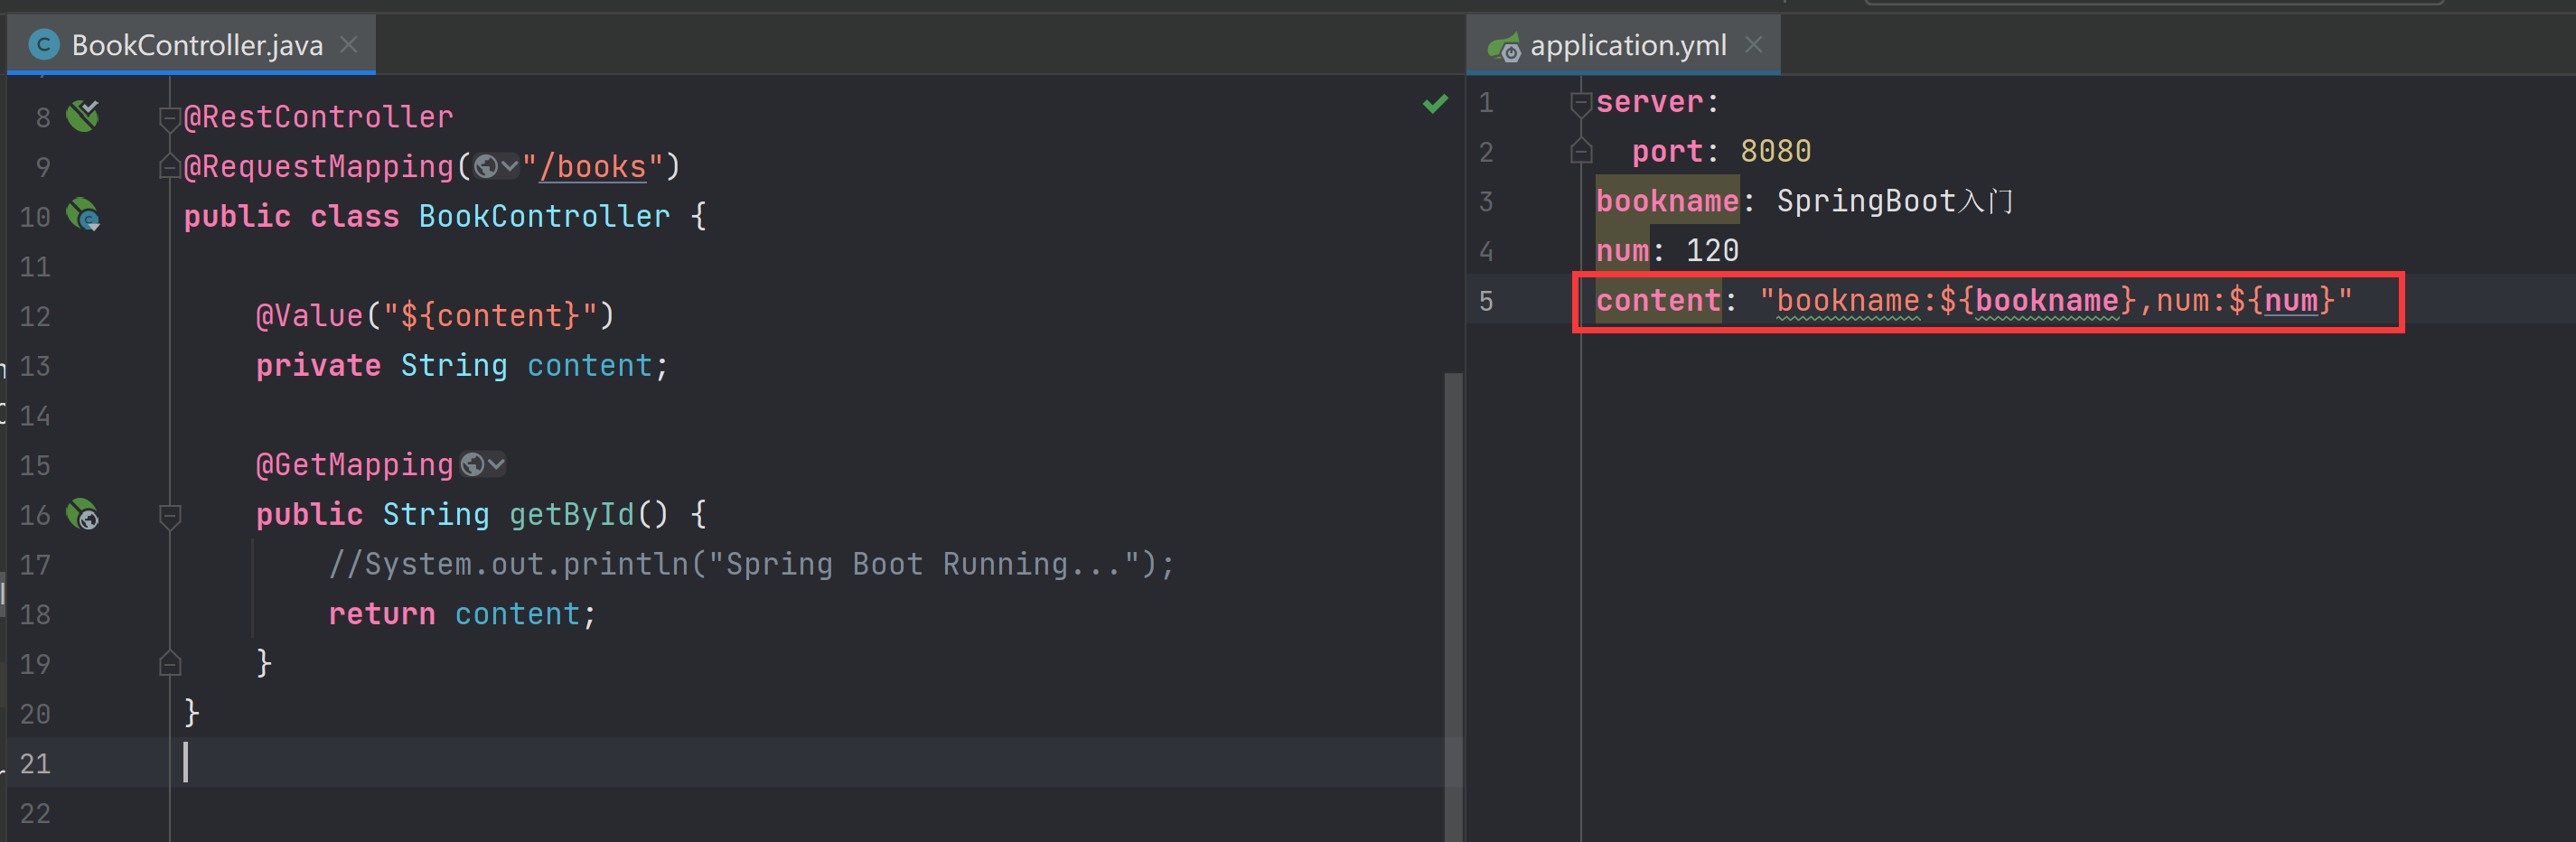 BookController.java
8 @RestController
9 @RequestMapping("/books")
10 public class BookController {
11
12 @Value("${content}")
13 private String content;
14
15 @GetMapping
16 public String getById() {
17 //System.out.println("Spring Boot Running...");
18 return content;
19 }
20 }
21
22
application.yml
1 server:
2 port: 8080
3 bookname: SpringBoot入门
4 num: 120
5 content: "bookname:${bookname},num:${num}"